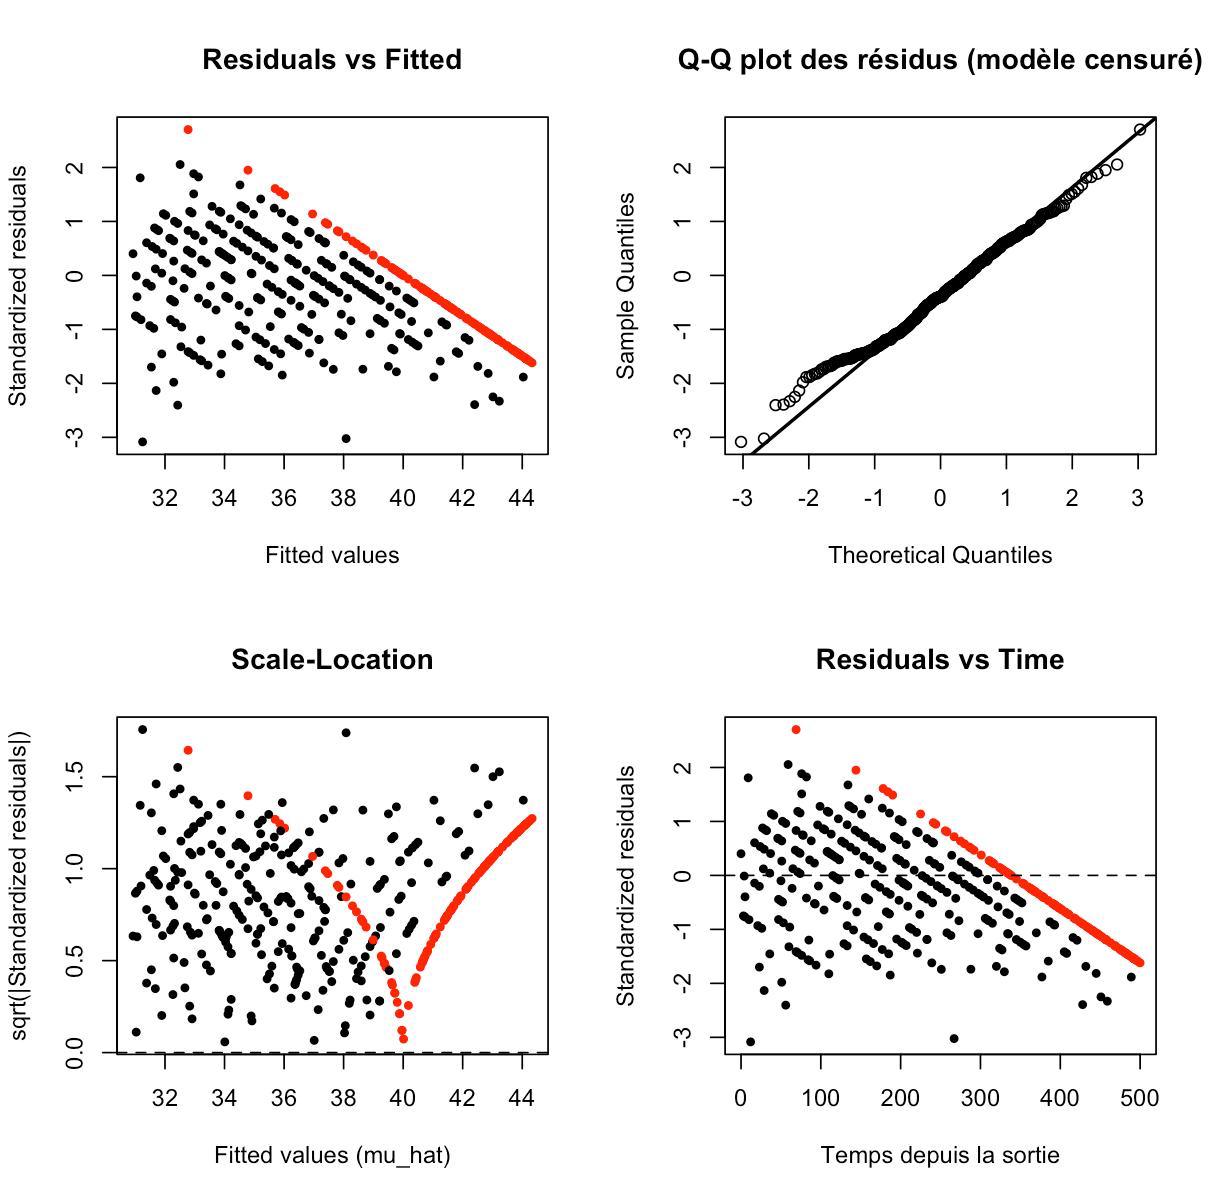 Residuals vs Fitted
Standardized residuals
2
1
0
-1
-2
-3
32 34 36 38 40 42 44
Fitted values
Q-Q plot des résidus (modèle censuré)
Sample Quantiles
2
1
0
-1
-2
-3
-3 -2 -1 0 1 2 3
Theoretical Quantiles
Scale-Location
sqrt(|Standardized residuals|)
1.5
1.0
0.5
0.0
32 34 36 38 40 42 44
Fitted values (mu_hat)
Residuals vs Time
Standardized residuals
2
1
0
-1
-2
-3
0 100 200 300 400 500
Temps depuis la sortie